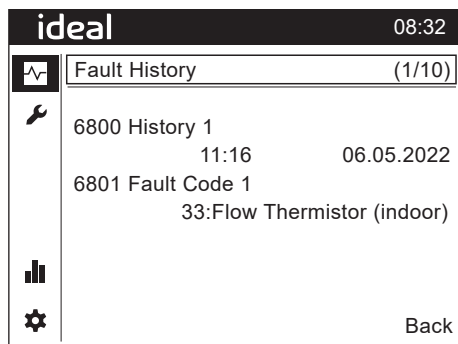 ideal 08:32
Fault History (1/10)
6800 History 1
11:16 06.05.2022
6801 Fault Code 1
33:Flow Thermistor (indoor)
Back